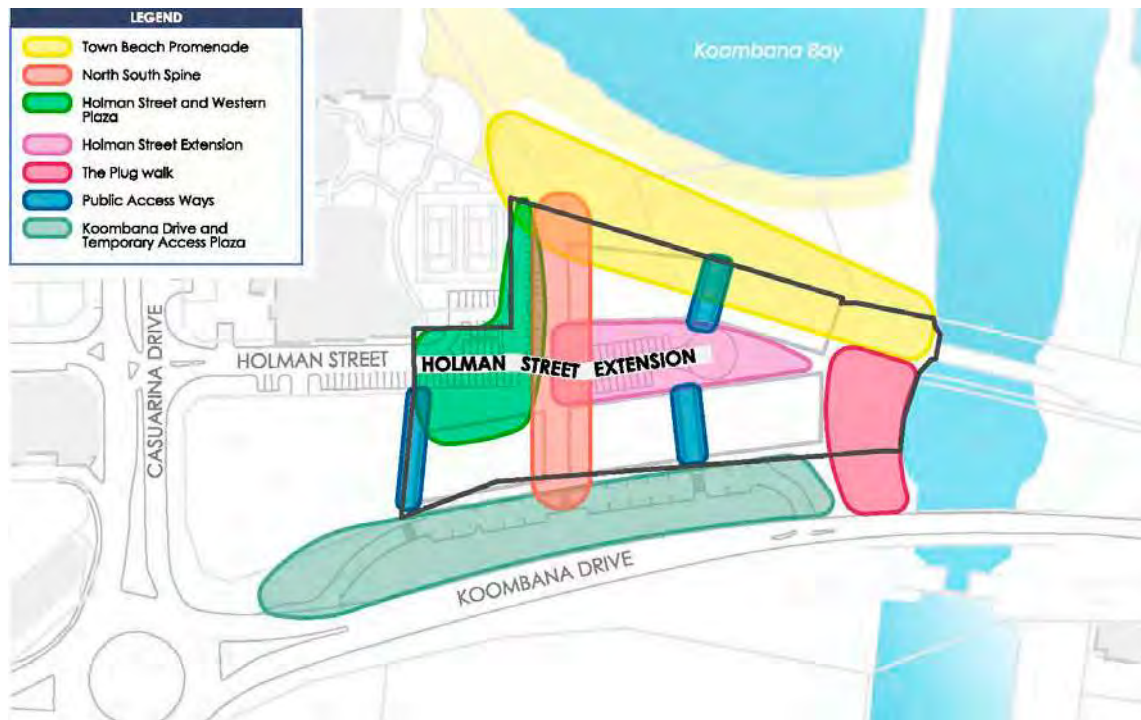 LEGEND
Town Beach Promenade
North South Spine
Holman Street and Western
Plaza
Holman Street Extension
The Plug walk
Public Access Ways
Koombana Drive and
Temporary Access Plaza
Koombana Bay
CASUARINA DRIVE
HOLMAN STREET
HOLMAN STREET EXTENSION
KOOMBANA DRIVE